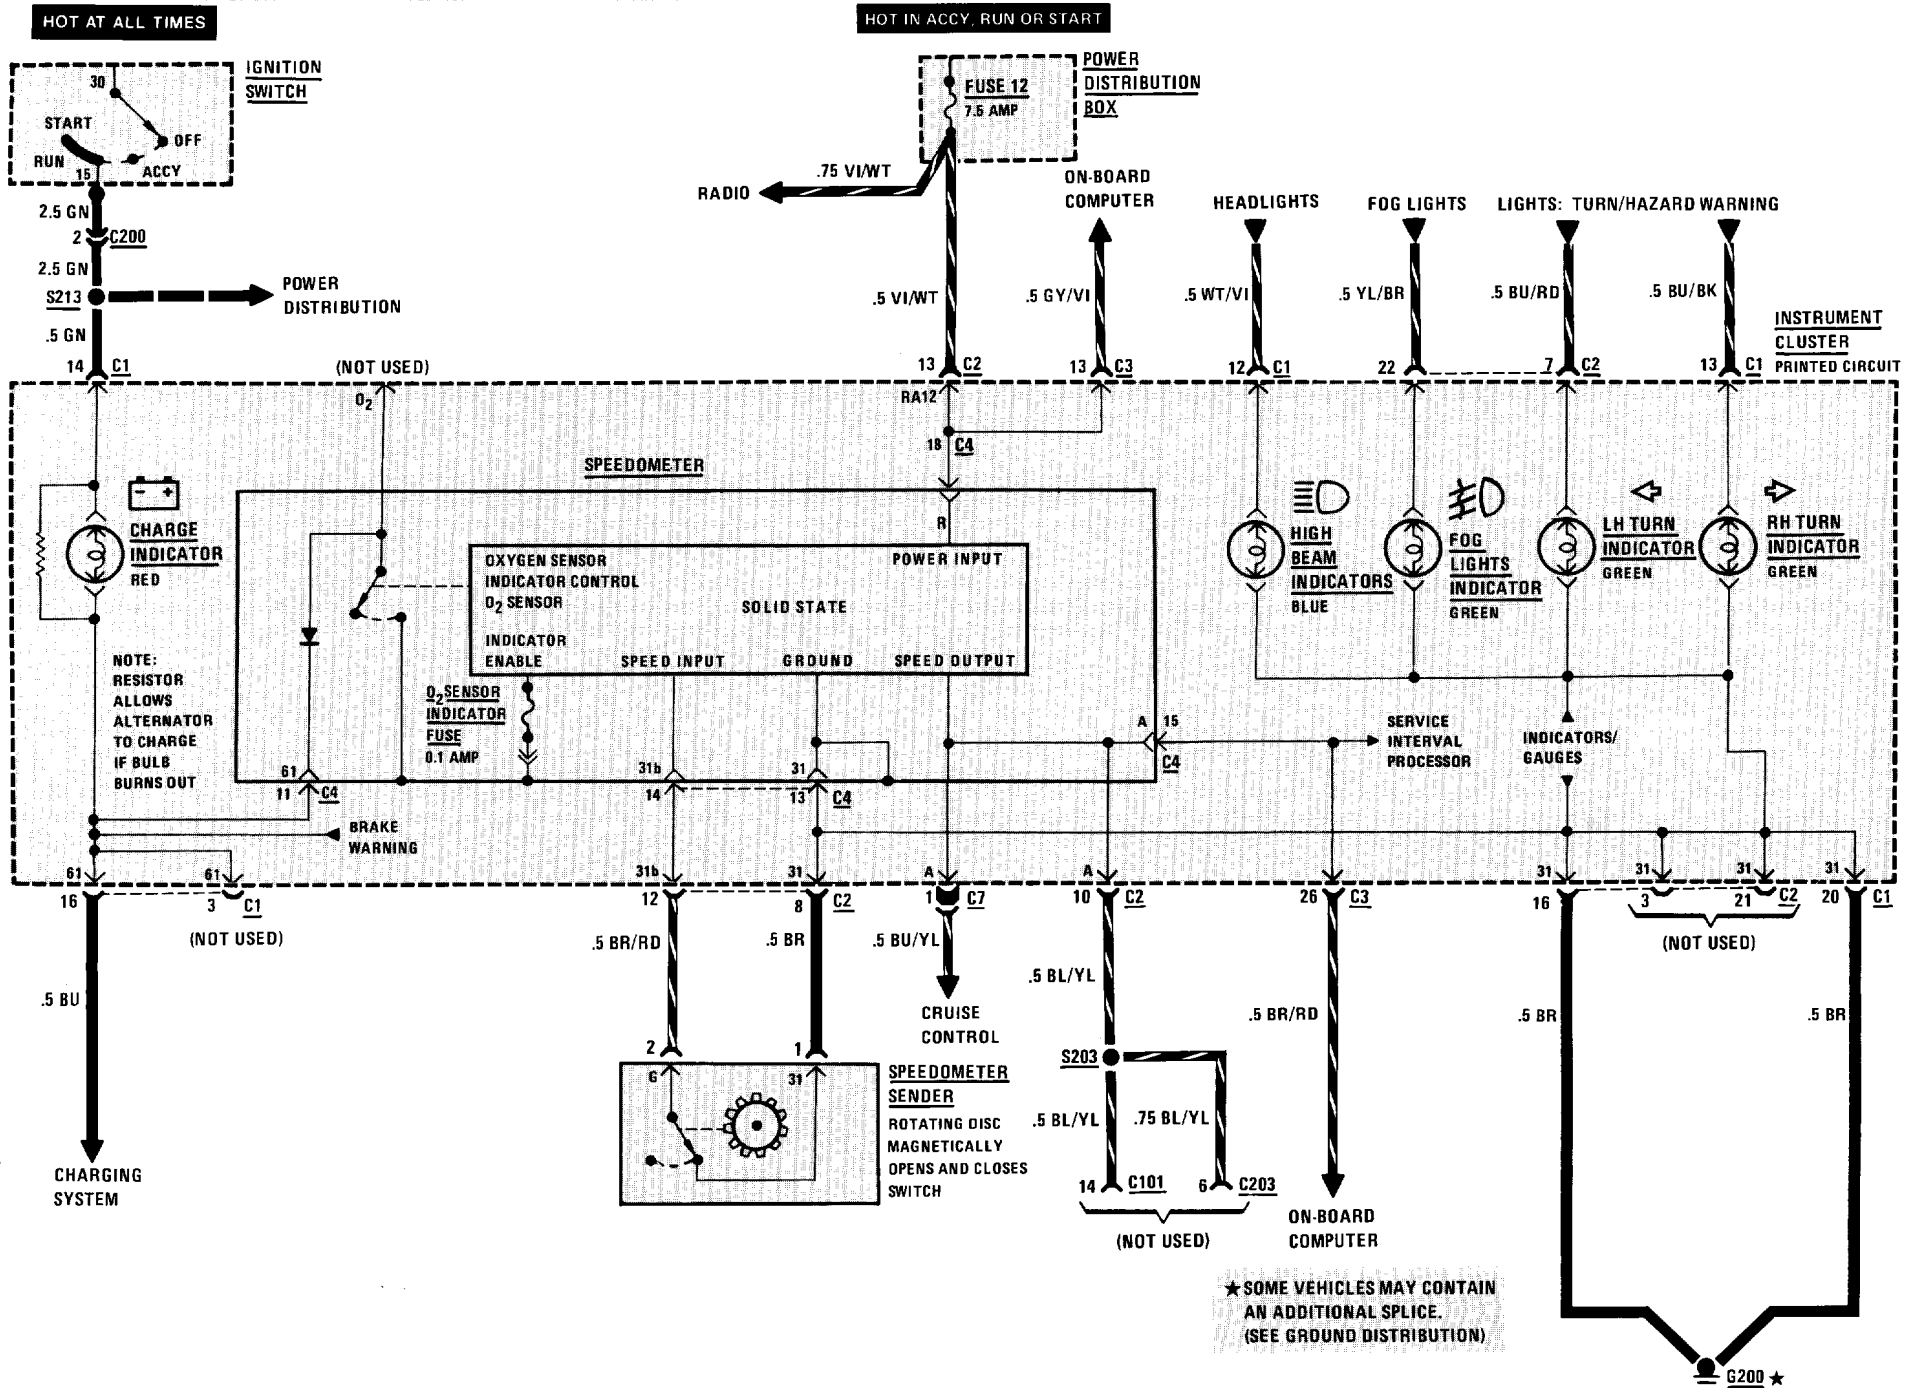 HOT AT ALL TIMES
HOT IN ACCY, RUN OR START
IGNITION
SWITCH
30
START
OFF
RUN
ACCY
15
2.5 GN
2
C200
2.5 GN
S213
POWER
DISTRIBUTION
.5 GN
14
C1
(NOT USED)
FUSE 12
7.5 AMP
POWER
DISTRIBUTION
BOX
.75 VI/WT
RADIO
ON-BOARD
COMPUTER
HEADLIGHTS
FOG LIGHTS
LIGHTS: TURN/HAZARD WARNING
.5 VI/WT
.5 GY/VI
.5 WT/VI
.5 YL/BR
.5 BU/RD
.5 BU/BK
INSTRUMENT
CLUSTER
PRINTED CIRCUIT
13
C2
13
C3
12
C1
22
7
C2
13
C1
O2
RA12
18
C4
SPEEDOMETER
R
- +
CHARGE
INDICATOR
RED
OXYGEN SENSOR
INDICATOR CONTROL
O2 SENSOR
POWER INPUT
SOLID STATE
INDICATOR
ENABLE
SPEED INPUT
GROUND
SPEED OUTPUT
HIGH
BEAM
INDICATORS
BLUE
FOG
LIGHTS
INDICATOR
GREEN
LH TURN
INDICATOR
GREEN
RH TURN
INDICATOR
GREEN
NOTE:
RESISTOR
ALLOWS
ALTERNATOR
TO CHARGE
IF BULB
BURNS OUT
O2 SENSOR
INDICATOR
FUSE
0.1 AMP
A
15
C4
SERVICE
INTERVAL
PROCESSOR
INDICATORS/
GAUGES
61
11
C4
31b
14
31
13
C4
BRAKE
WARNING
61
61
31b
31
A
A
31
31
31
31
16
3
C1
(NOT USED)
12
8
C2
1
C7
10
C2
26
C3
16
3
21
C2
20
C1
(NOT USED)
.5 BU
.5 BR/RD
.5 BR
.5 BU/YL
CRUISE
CONTROL
.5 BL/YL
.5 BR/RD
.5 BR
.5 BR
2
1
S203
G
31
SPEEDOMETER
SENDER
ROTATING DISC
MAGNETICALLY
OPENS AND CLOSES
SWITCH
.5 BL/YL
.75 BL/YL
14
C101
6
C203
(NOT USED)
CHARGING
SYSTEM
ON-BOARD
COMPUTER
★SOME VEHICLES MAY CONTAIN
AN ADDITIONAL SPLICE.
(SEE GROUND DISTRIBUTION)
G200 ★